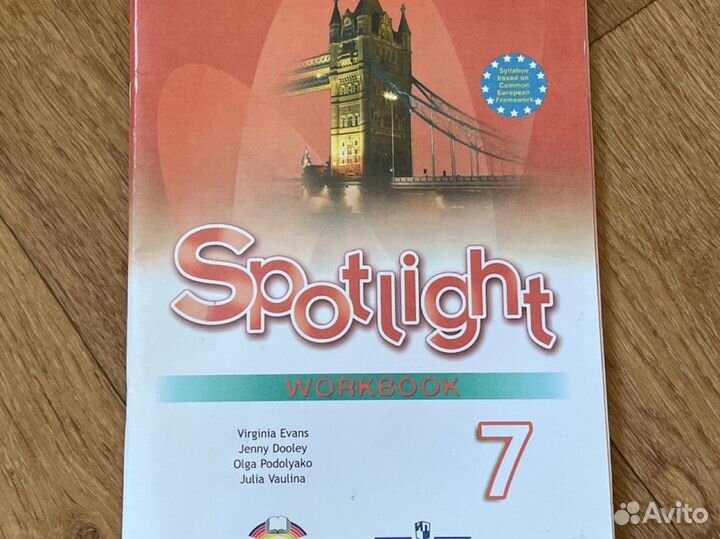 Syllabus
based on
Common
European
Framework
Spotlight
WORKBOOK
Virginia Evans
Jenny Dooley
Olga Podolyako
Julia Vaulina
7
Avito